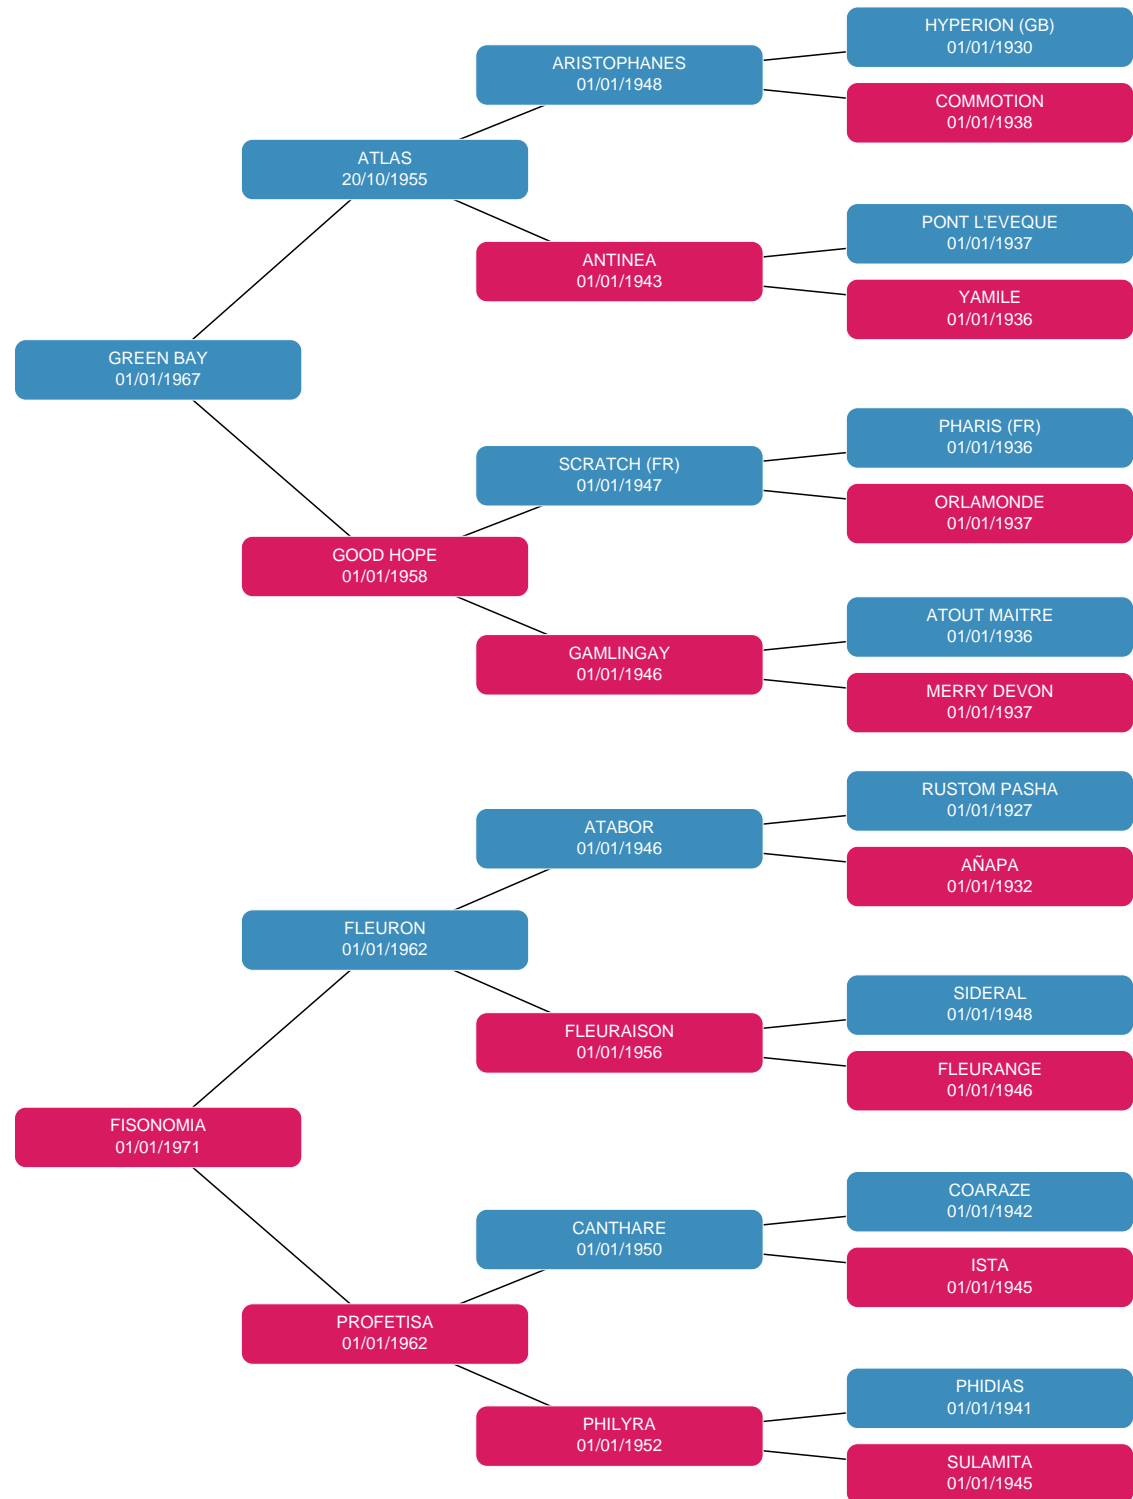 HYPERION (GB)
01/01/1930
ARISTOPHANES
01/01/1948
COMMOTION
01/01/1938
ATLAS
20/10/1955
PONT L'EVEQUE
01/01/1937
ANTINEA
01/01/1943
YAMILE
01/01/1936
GREEN BAY
01/01/1967
PHARIS (FR)
01/01/1936
SCRATCH (FR)
01/01/1947
ORLAMONDE
01/01/1937
GOOD HOPE
01/01/1958
ATOUT MAITRE
01/01/1936
GAMLINGAY
01/01/1946
MERRY DEVON
01/01/1937
RUSTOM PASHA
01/01/1927
ATABOR
01/01/1946
AÑAPA
01/01/1932
FLEURON
01/01/1962
SIDERAL
01/01/1948
FLEURAISON
01/01/1956
FLEURANGE
01/01/1946
FISONOMIA
01/01/1971
COARAZE
01/01/1942
CANTHARE
01/01/1950
ISTA
01/01/1945
PROFETISA
01/01/1962
PHIDIAS
01/01/1941
PHILYRA
01/01/1952
SULAMITA
01/01/1945